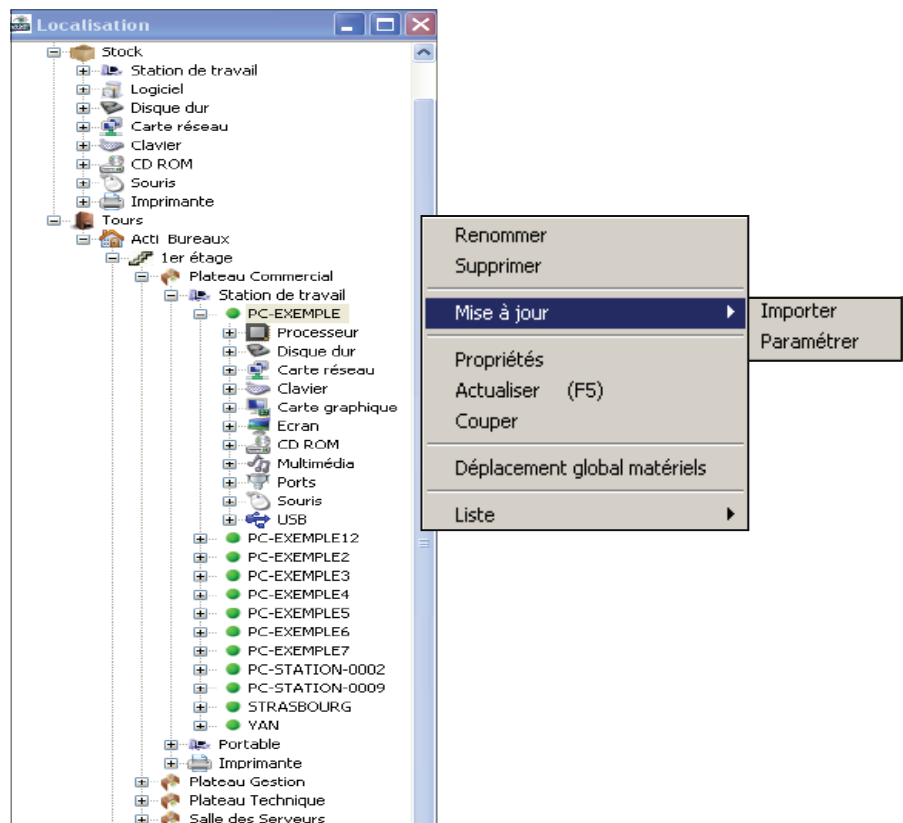 Localisation
Stock
Station de travail
Logiciel
Disque dur
Carte réseau
Clavier
CD ROM
Souris
Imprimante
Tours
Acti Bureaux
1er étage
Plateau Commercial
Station de travail
PC-EXEMPLE
Processeur
Disque dur
Carte réseau
Clavier
Carte graphique
Ecran
CD ROM
Multimédia
Ports
Souris
USB
PC-EXEMPLE12
PC-EXEMPLE2
PC-EXEMPLE3
PC-EXEMPLE4
PC-EXEMPLE5
PC-EXEMPLE6
PC-EXEMPLE7
PC-STATION-0002
PC-STATION-0009
STRASBOURG
YAN
Portable
Imprimante
Plateau Gestion
Plateau Technique
Salle des Serveurs
Renommer
Supprimer
Mise à jour
Importer
Paramétrer
Propriétés
Actualiser (F5)
Couper
Déplacement global matériels
Liste